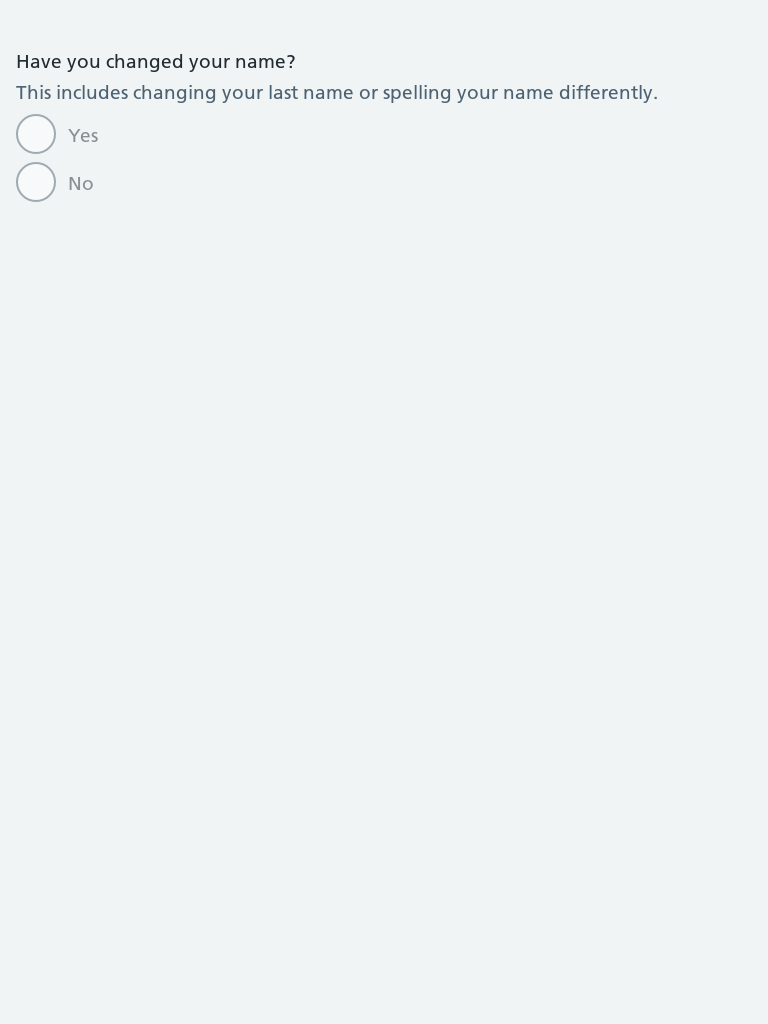 Have you changed your name?
This includes changing your last name or spelling your name differently.
Yes
No